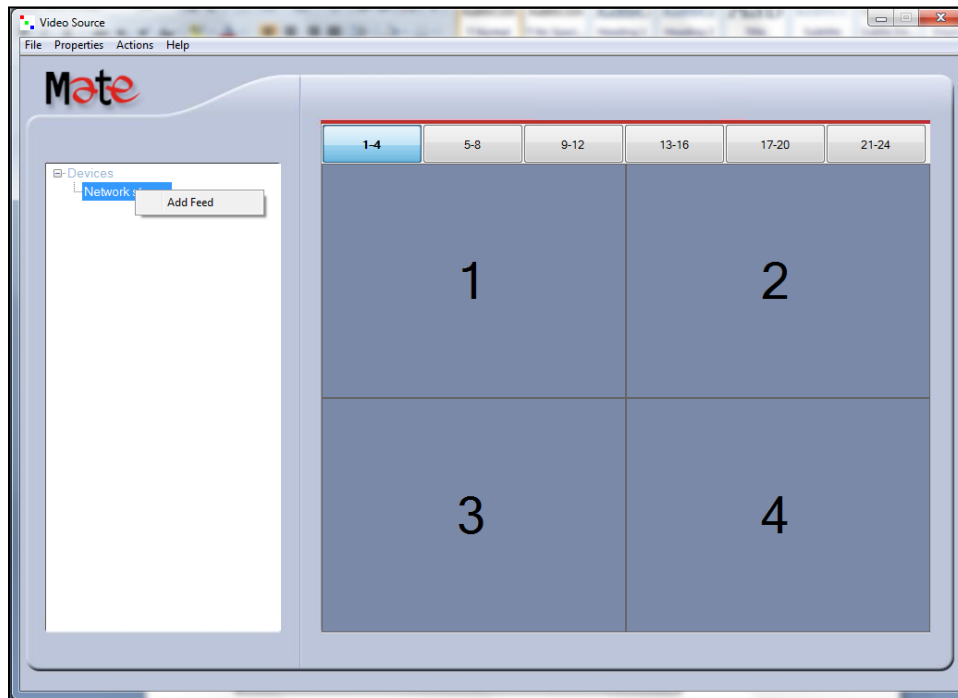 Video Source
File Properties Actions Help
Mate
1-4 5-8 9-12 13-16 17-20 21-24
Devices
Network
Add Feed
1 2
3 4